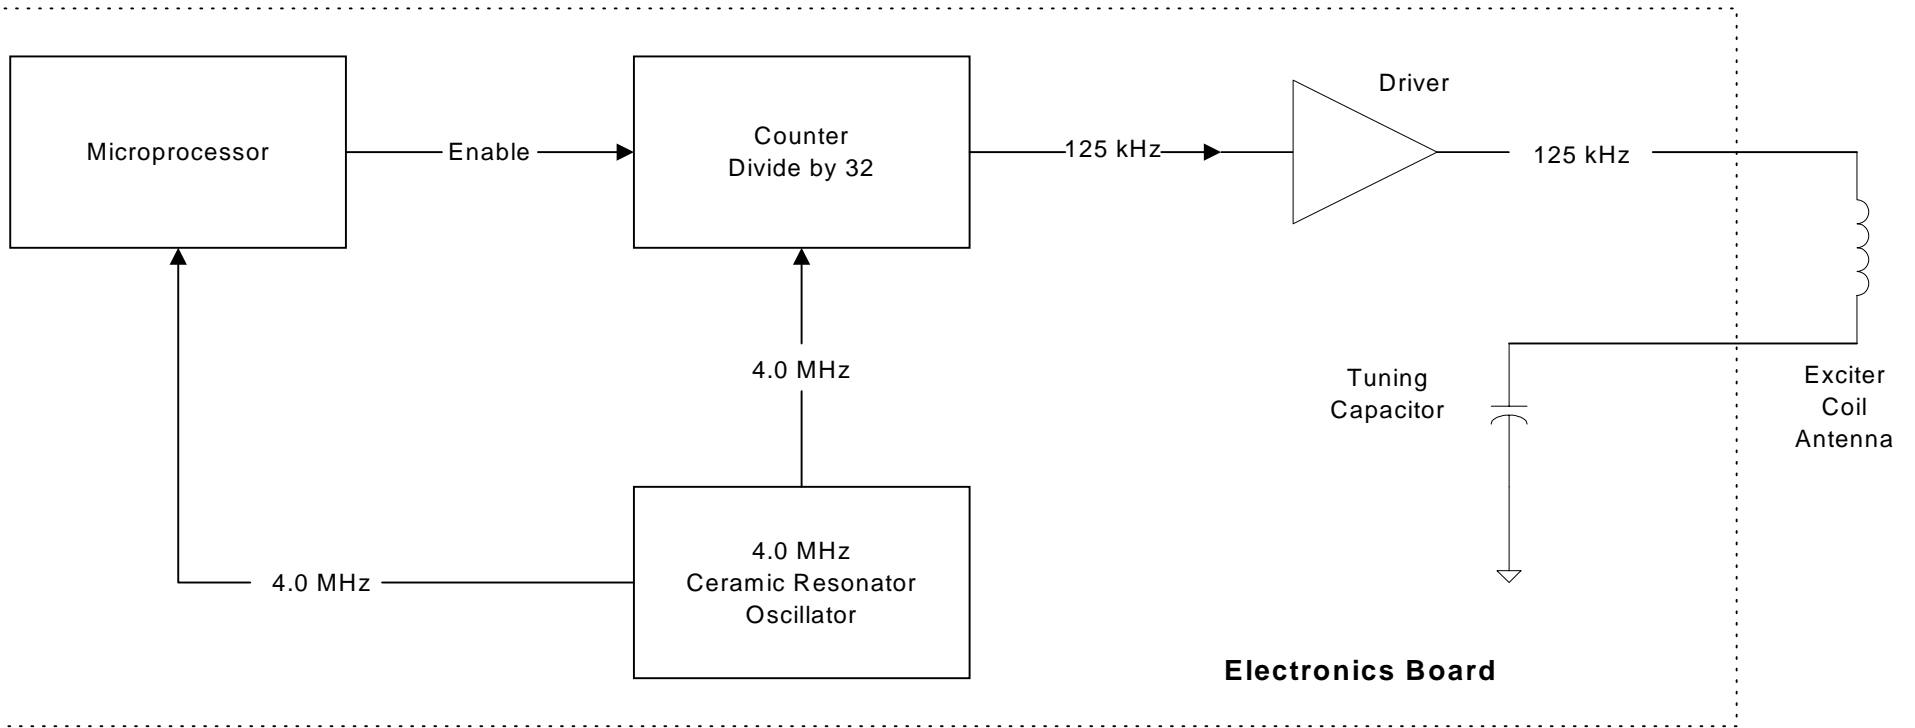 Driver
Microprocessor
Enable
Counter
Divide by 32
125 kHz
125 kHz
4.0 MHz
Tuning
Capacitor
Exciter
Coil
Antenna
4.0 MHz
4.0 MHz
Ceramic Resonator
Oscillator
Electronics Board